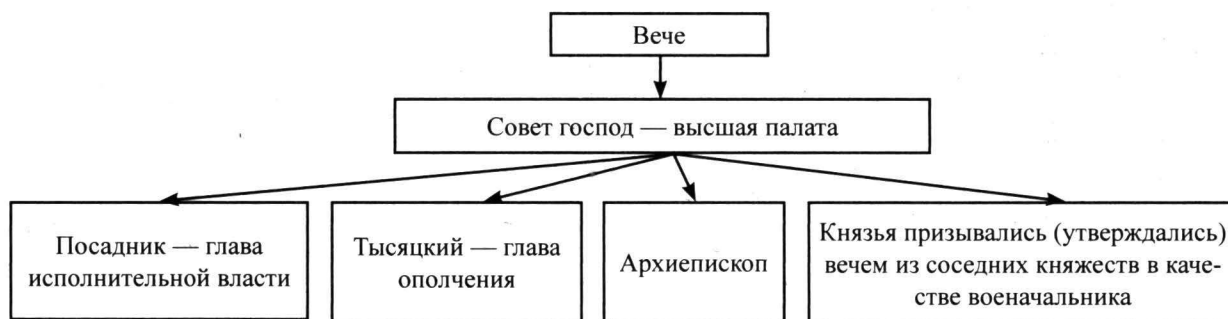 Вече
Совет господ — высшая палата
Посадник — глава
исполнительной власти
Тысяцкий — глава
ополчения
Архиепископ
Князья призывались (утверждались)
вечем из соседних княжеств в каче-
стве военачальника